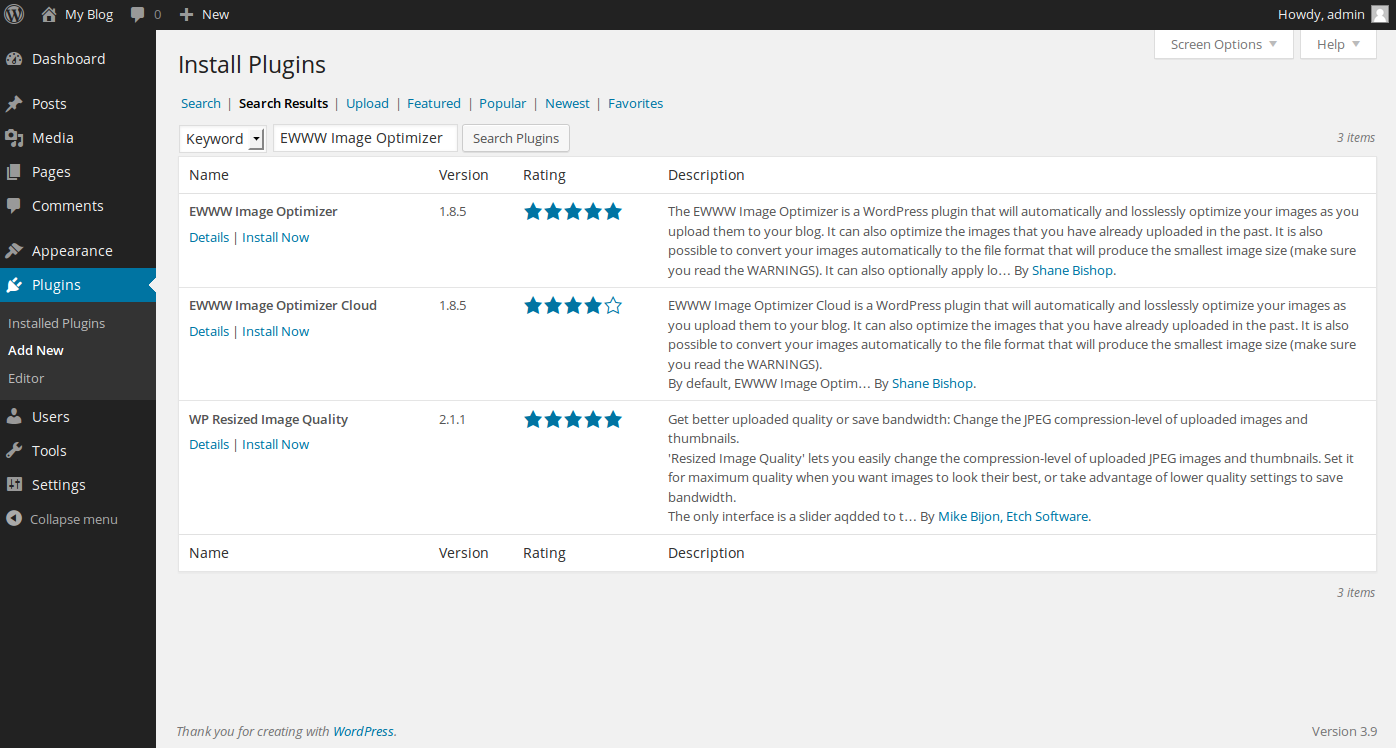 My Blog 0 New Howdy, admin
Screen Options Help
Dashboard
Posts
Media
Pages
Comments
Appearance
Plugins
Installed Plugins
Add New
Editor
Users
Tools
Settings
Collapse menu
Install Plugins
Search | Search Results | Upload | Featured | Popular | Newest | Favorites
Keyword EWWW Image Optimizer Search Plugins 3 items
Name Version Rating Description
EWWW Image Optimizer 1.8.5
Details | Install Now
The EWWW Image Optimizer is a WordPress plugin that will automatically and losslessly optimize your images as you
upload them to your blog. It can also optimize the images that you have already uploaded in the past. It is also
possible to convert your images automatically to the file format that will produce the smallest image size (make sure
you read the WARNINGS). It can also optionally apply lo… By Shane Bishop.
EWWW Image Optimizer Cloud 1.8.5
Details | Install Now
EWWW Image Optimizer Cloud is a WordPress plugin that will automatically and losslessly optimize your images as
you upload them to your blog. It can also optimize the images that you have already uploaded in the past. It is also
possible to convert your images automatically to the file format that will produce the smallest image size (make sure
you read the WARNINGS).
By default, EWWW Image Optim… By Shane Bishop.
WP Resized Image Quality 2.1.1
Details | Install Now
Get better uploaded quality or save bandwidth: Change the JPEG compression-level of uploaded images and
thumbnails.
'Resized Image Quality' lets you easily change the compression-level of uploaded JPEG images and thumbnails. Set it
for maximum quality when you want images to look their best, or take advantage of lower quality settings to save
bandwidth.
The only interface is a slider aqdded to t… By Mike Bijon, Etch Software.
Name Version Rating Description
3 items
Thank you for creating with WordPress. Version 3.9